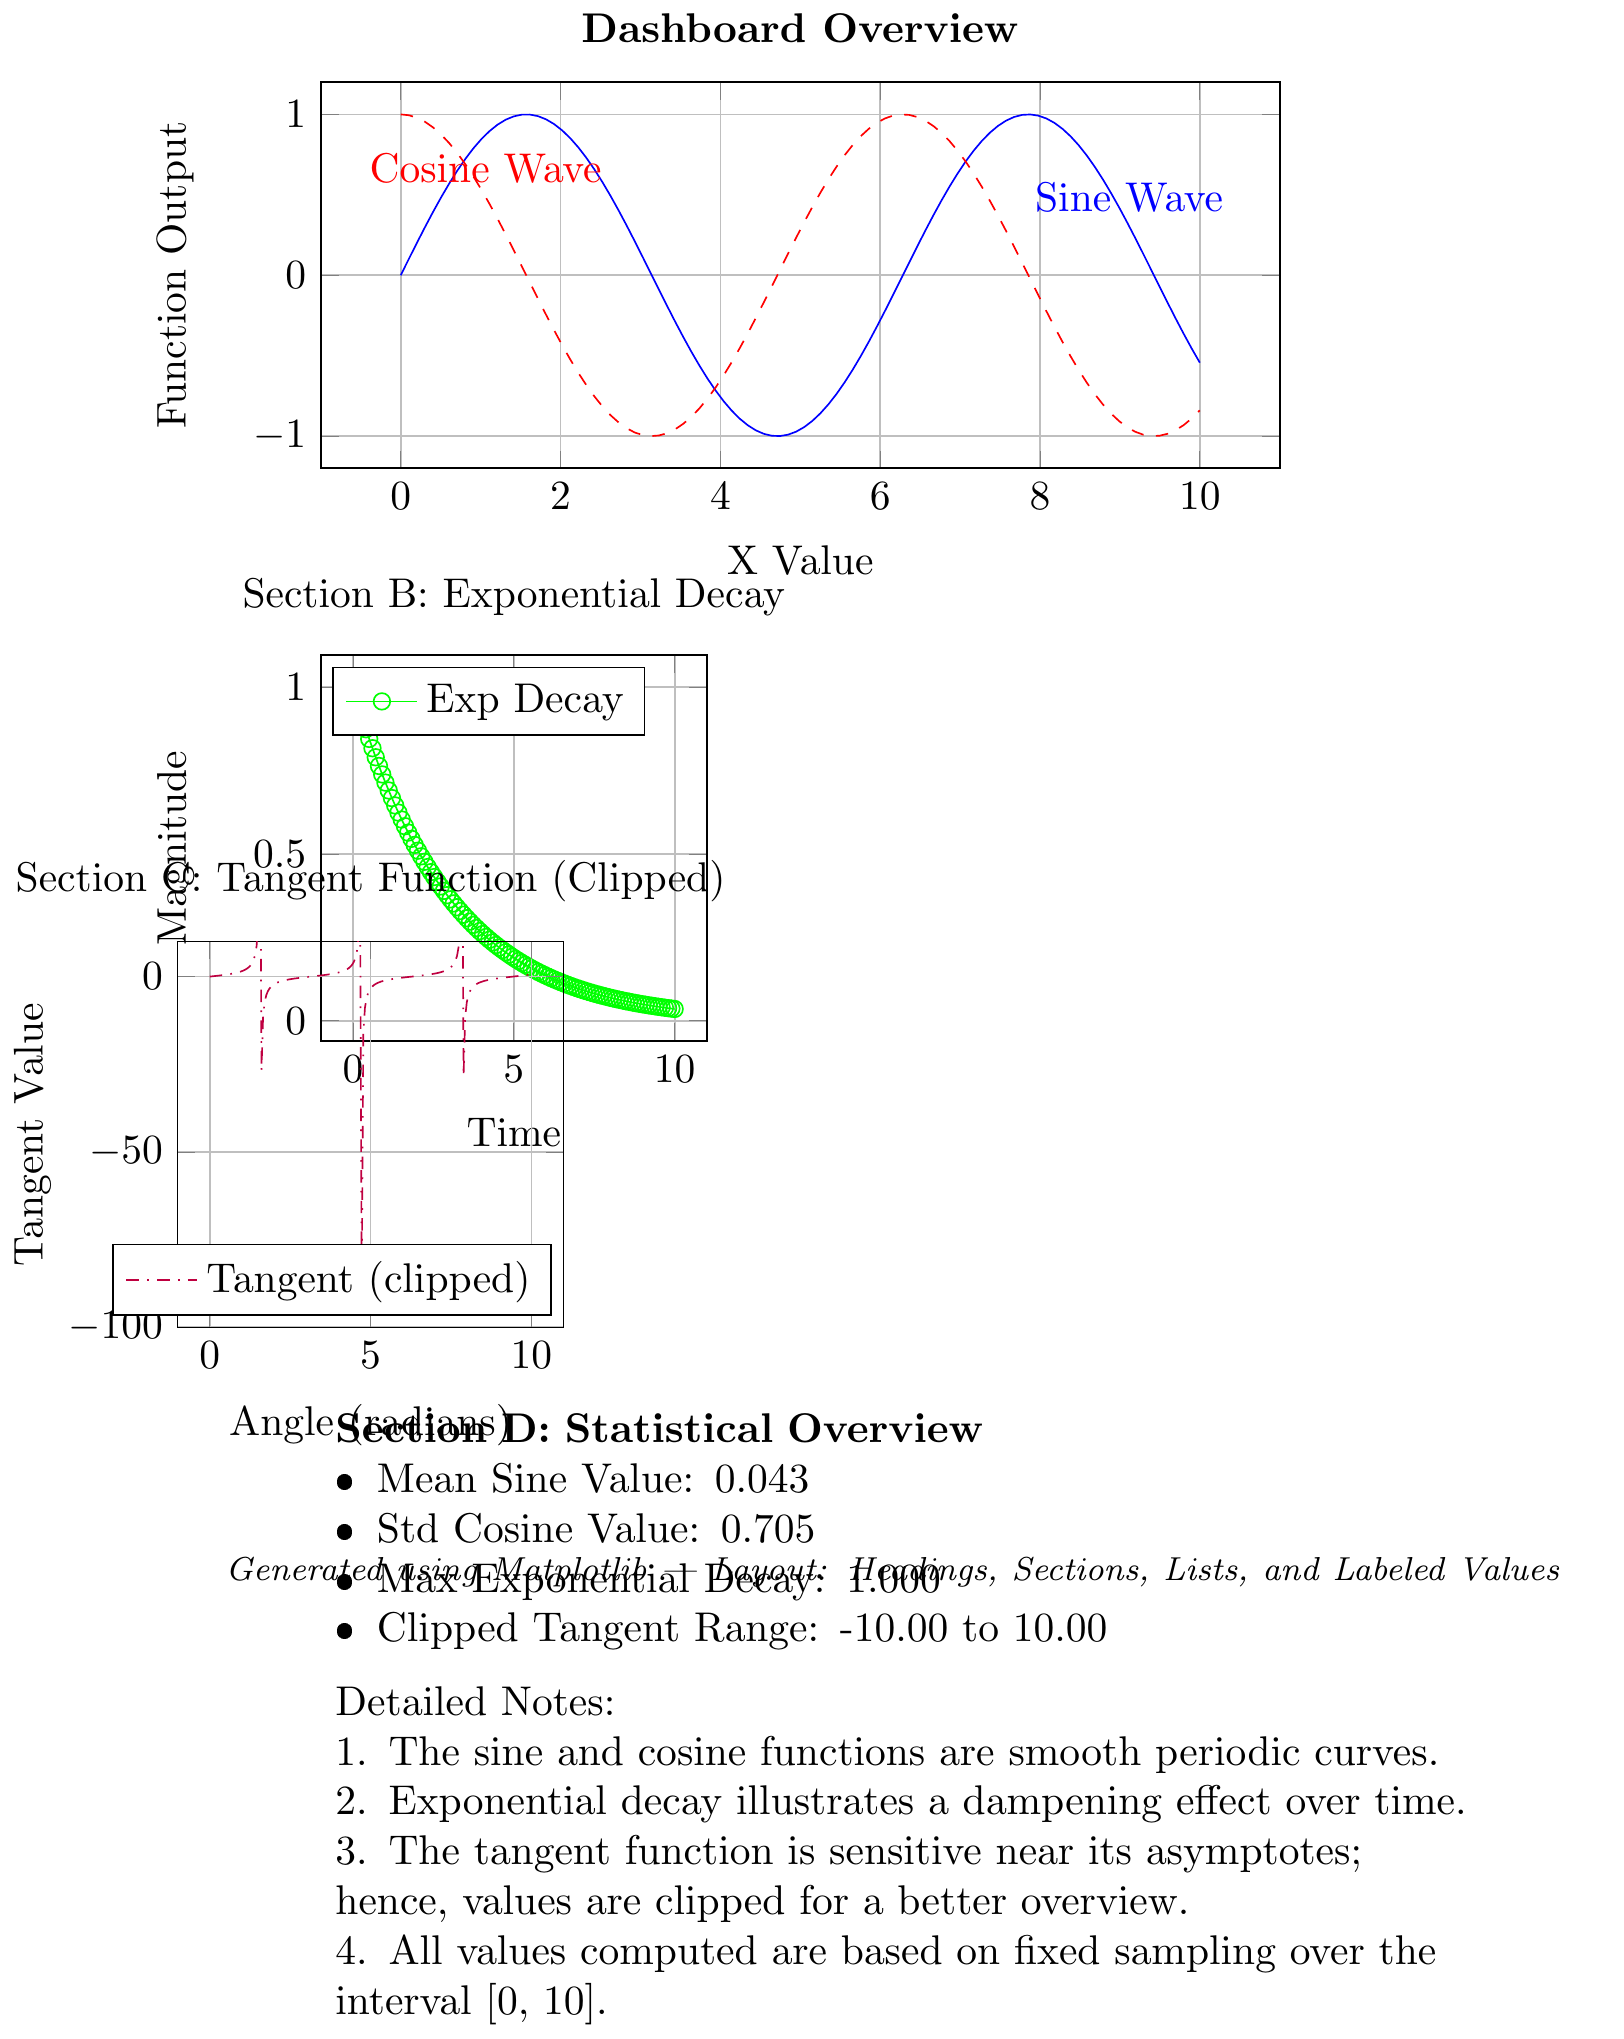 Dashboard Overview
Function Output
1
0
−1
Cosine Wave
Sine Wave
0 2 4 6 8 10
X Value
Section B: Exponential Decay
Magnitude
1
0.5
0
Exp Decay
0 5 10
Time
Section C: Tangent Function (Clipped)
Tangent Value
0
−50
−100
Tangent (clipped)
0 5 10
Angle (radians)
Section D: Statistical Overview
• Mean Sine Value: 0.043
• Std Cosine Value: 0.705
• Max Exponential Decay: 1.000
Generated using Matplotlib — Layout: Headings, Sections, Lists, and Labeled Values
• Clipped Tangent Range: -10.00 to 10.00
Detailed Notes:
1. The sine and cosine functions are smooth periodic curves.
2. Exponential decay illustrates a dampening effect over time.
3. The tangent function is sensitive near its asymptotes;
hence, values are clipped for a better overview.
4. All values computed are based on fixed sampling over the
interval [0, 10].